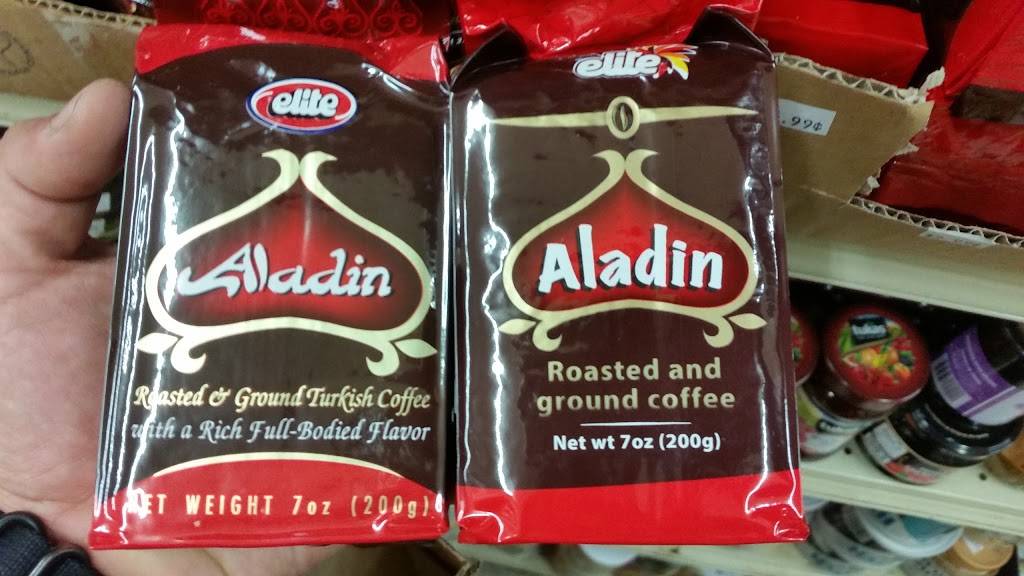 elite
Aladin
Roasted & Ground Turkish Coffee
with a Rich Full-Bodied Flavor
NET WEIGHT 7oz (200g)
elite
Aladin
Roasted and
ground coffee
Net wt 7oz (200g)
.99¢